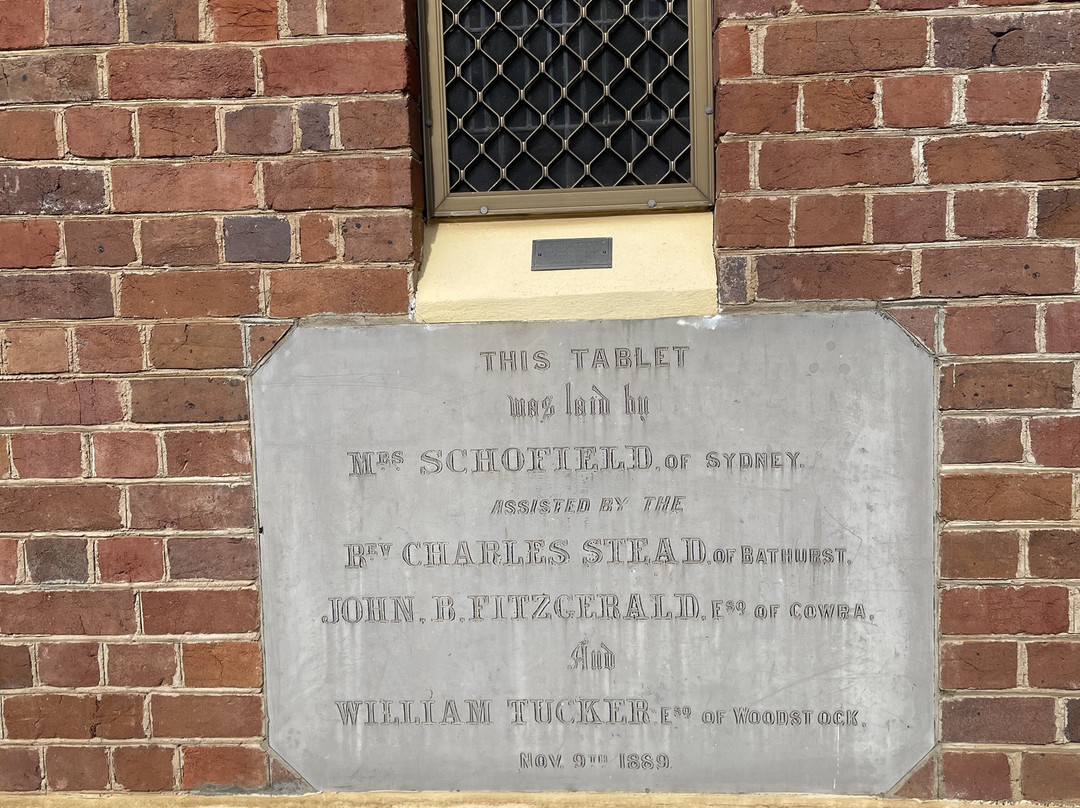 THIS TABLET
was laid by
MRS SCHOFIELD. OF SYDNEY.
ASSISTED BY THE
REV CHARLES STEAD. OF BATHURST.
JOHN. B. FITZGERALD. ESQ OF COWRA.
And
WILLIAM TUCKER ESQ OF WOODSTOCK.
NOV. 9TH 1889.